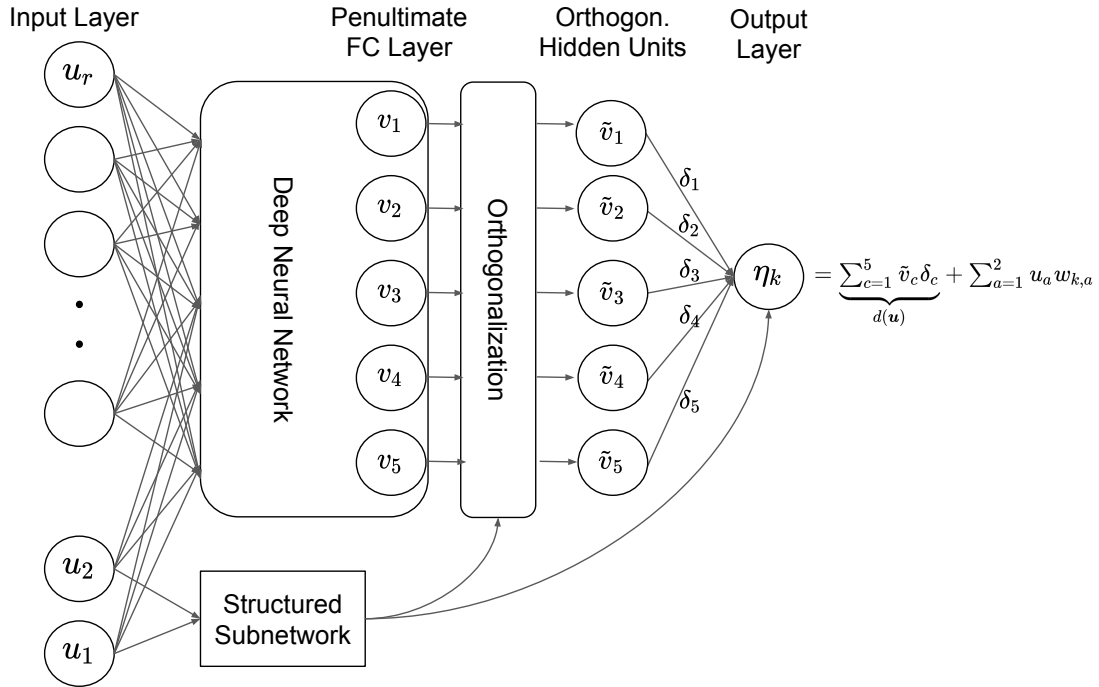 Input Layer
Penultimate
FC Layer
Orthogon.
Hidden Units
Output
Layer
u_r
u_2
u_1
Deep Neural Network
v_1
v_2
v_3
v_4
v_5
Orthogonalization
ṽ_1
ṽ_2
ṽ_3
ṽ_4
ṽ_5
δ_1
δ_2
δ_3
δ_4
δ_5
η_k
= ∑_{c=1}^{5} ṽ_c δ_c + ∑_{a=1}^{2} u_a w_{k,a}
d(u)
Structured
Subnetwork